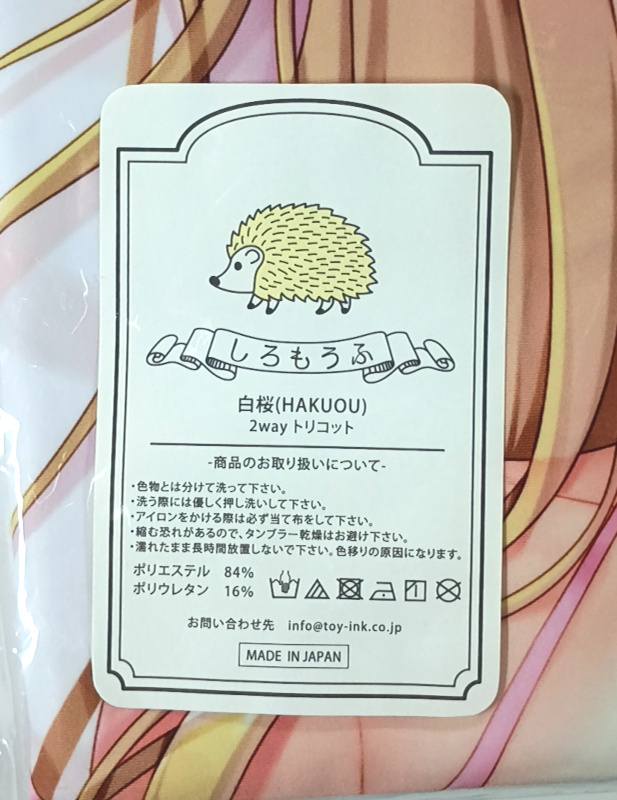 しろもうふ
白桜(HAKUOU)
2way トリコット
-商品のお取り扱いについて-
・色物とは分けて洗って下さい。
・洗う際には優しく押し洗いして下さい。
・アイロンをかける際は必ず当て布をして下さい。
・縮む恐れがあるので、タンブラー乾燥はお避け下さい。
・濡れたまま長時間放置しないで下さい。色移りの原因になります。
ポリエステル 84%
ポリウレタン 16%
お問い合わせ先 info@toy-ink.co.jp
MADE IN JAPAN